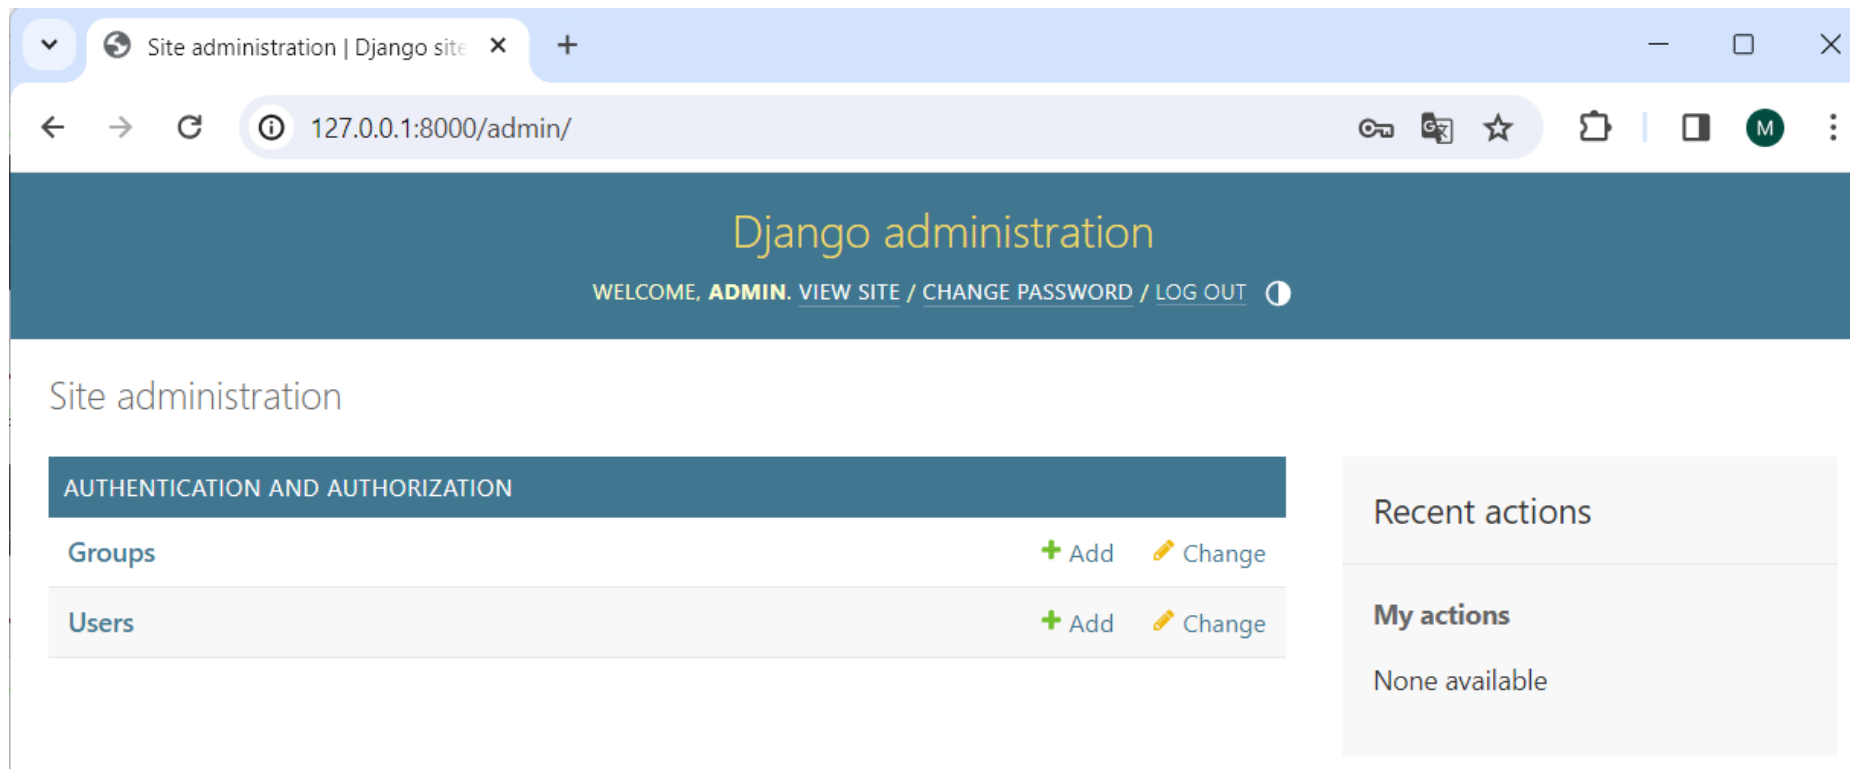 Site administration | Django site
127.0.0.1:8000/admin/
M
Django administration
WELCOME, ADMIN. VIEW SITE / CHANGE PASSWORD / LOG OUT
Site administration
AUTHENTICATION AND AUTHORIZATION
Groups Add Change
Users Add Change
Recent actions
My actions
None available